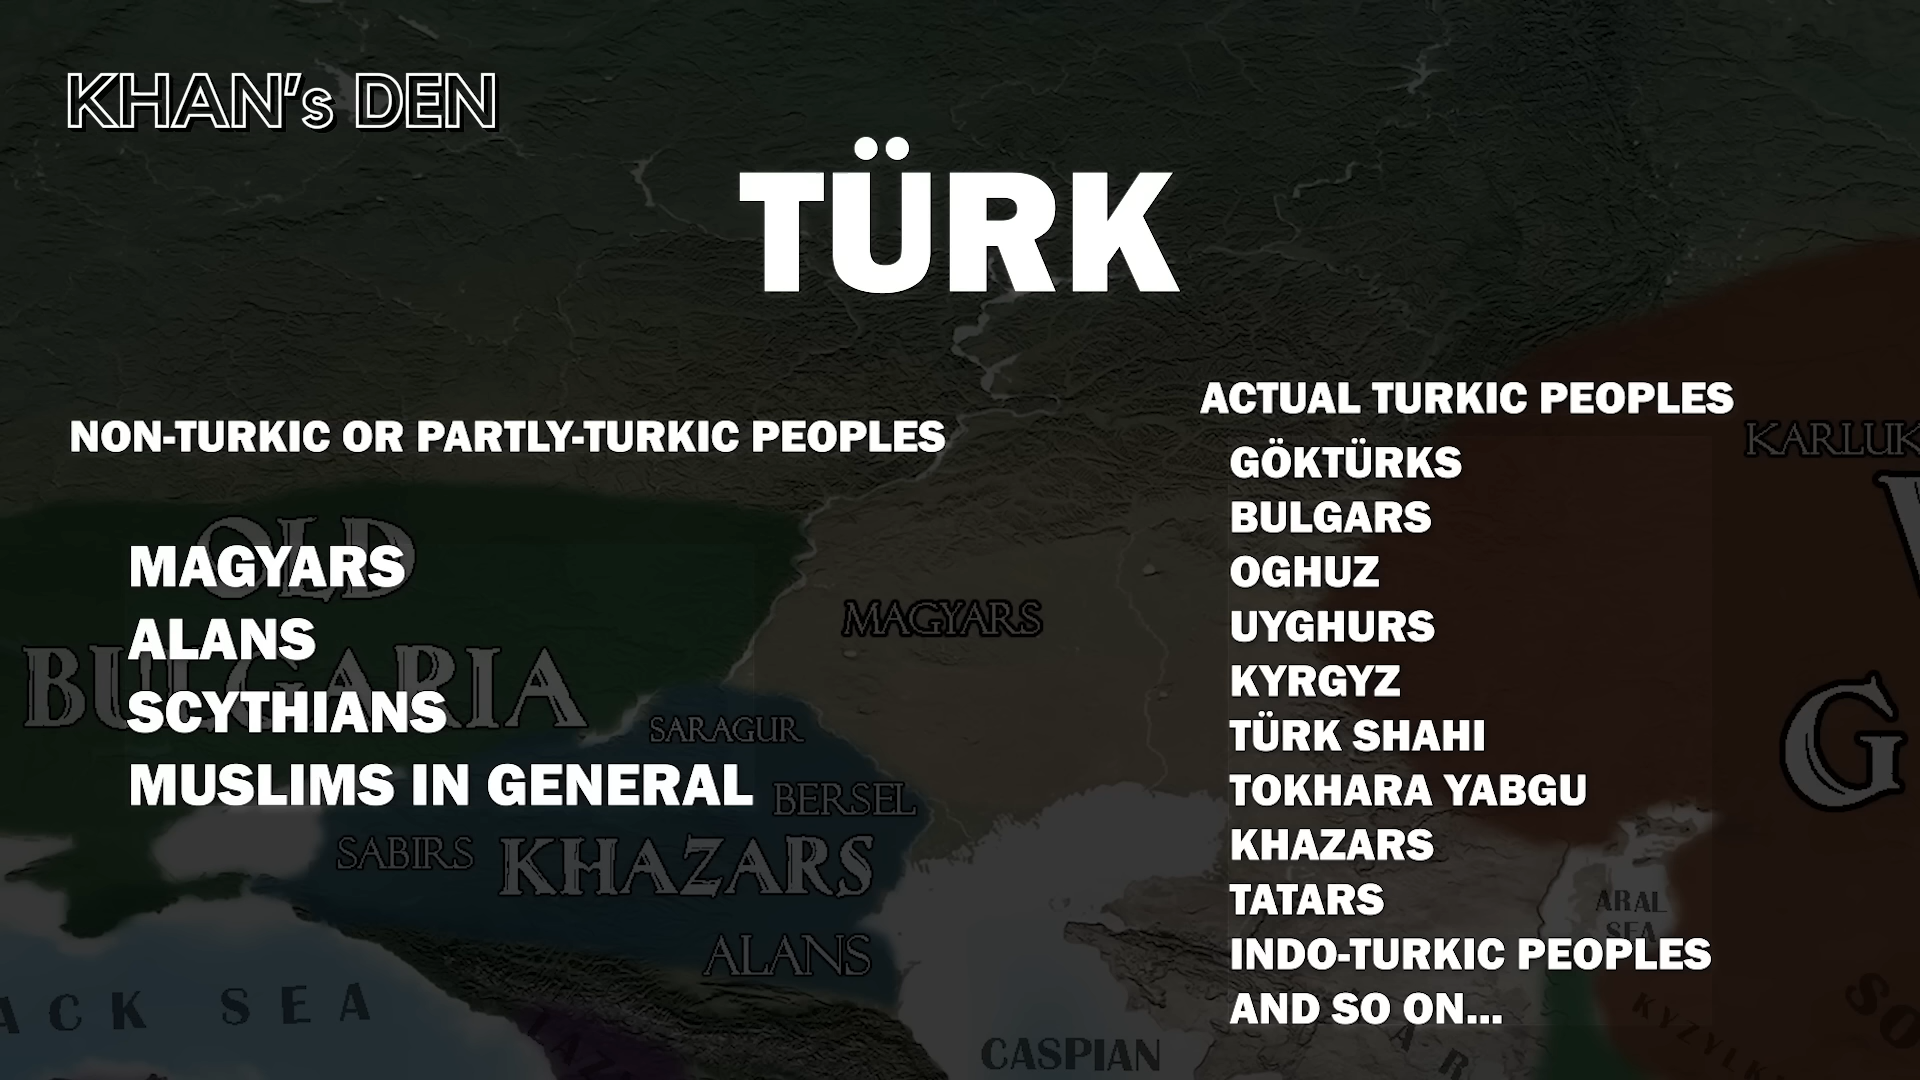 KHAN's DEN
TÜRK
NON-TURKIC OR PARTLY-TURKIC PEOPLES
MAGYARS
ALANS
SCYTHIANS
MUSLIMS IN GENERAL
ACTUAL TURKIC PEOPLES
GÖKTÜRKS
BULGARS
OGHUZ
UYGHURS
KYRGYZ
TÜRK SHAHI
TOKHARA YABGU
KHAZARS
TATARS
INDO-TURKIC PEOPLES
AND SO ON...
OLD
BULGARIA
MAGYARS
SARAGUR
BERSEL
SABIRS
KHAZARS
ALANS
ACK SEA
CASPIAN
ARAL
SEA
KARLUK
G